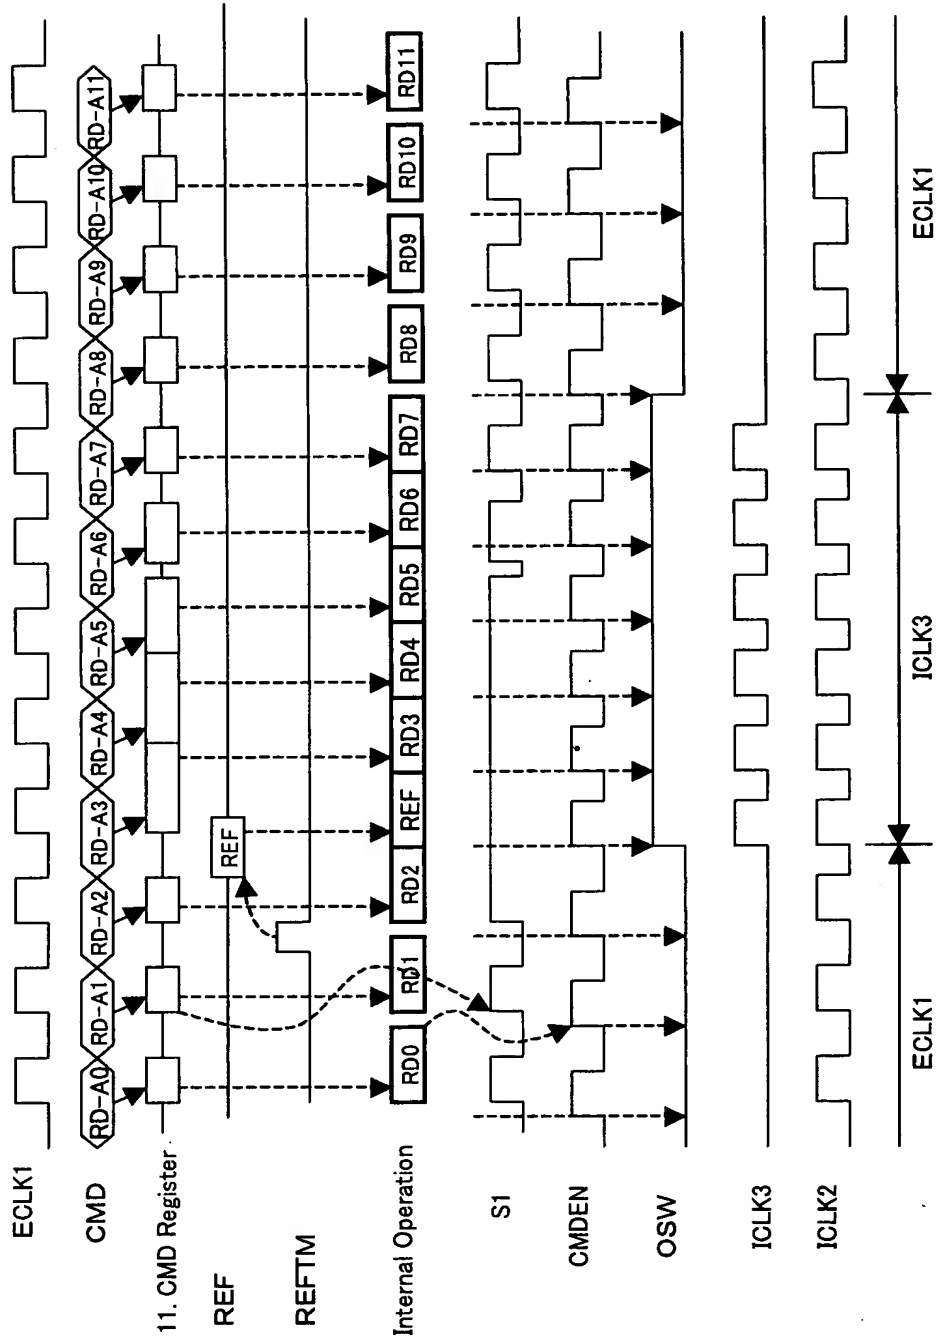 ECLK1
CMD
RD-A0 RD-A1 RD-A2 RD-A3 RD-A4 RD-A5 RD-A6 RD-A7 RD-A8 RD-A9 RD-A10 RD-A11
11. CMD Register
REF
REF
REFTM
Internal Operation
RD0 RD1 RD2 REF RD3 RD4 RD5 RD6 RD7 RD8 RD9 RD10 RD11
S1
CMDEN
OSW
ICLK3
ICLK2
ECLK1 ICLK3 ECLK1